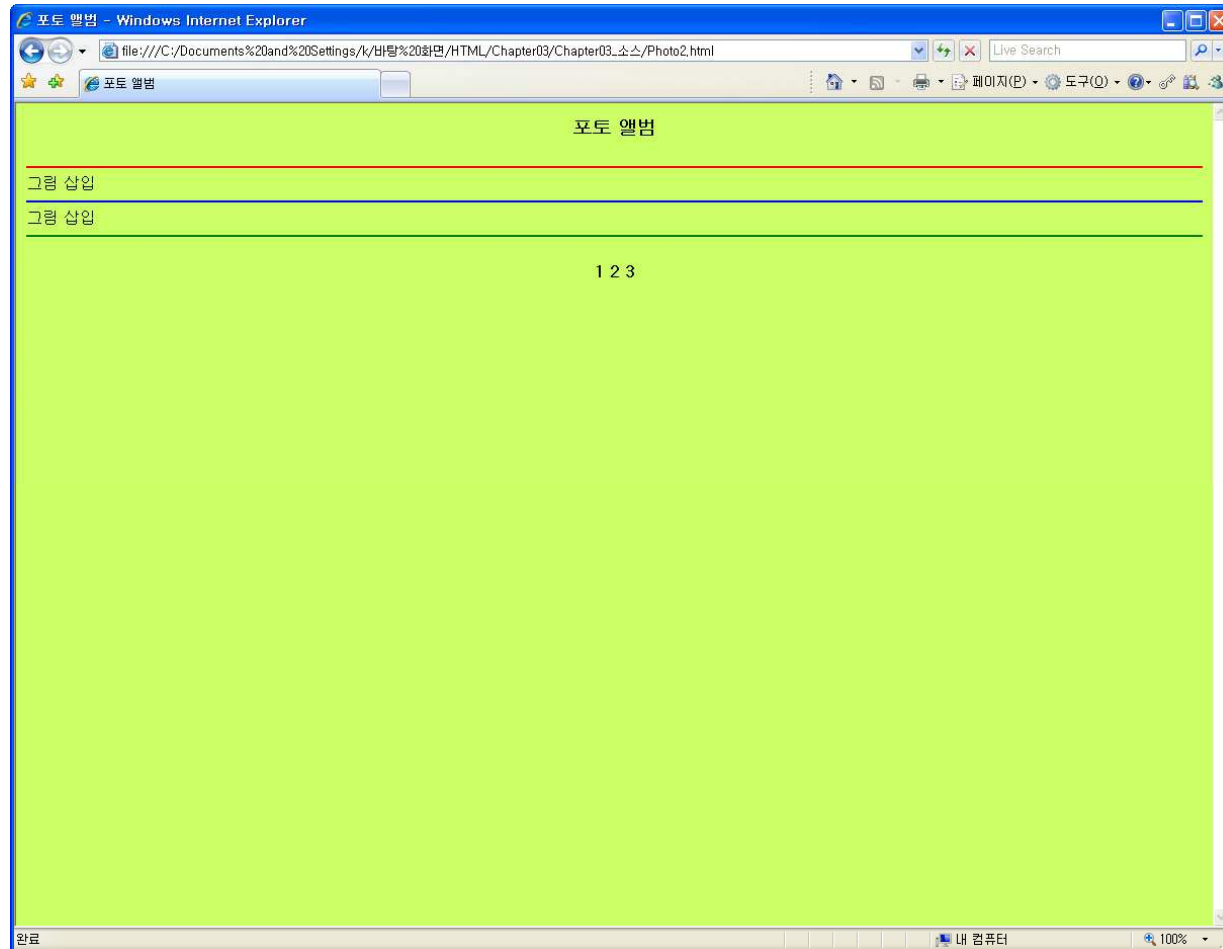 포토 앨범 - Windows Internet Explorer
file:///C:/Documents%20and%20Settings/k/바탕%20화면/HTML/Chapter03/Chapter03_소스/Photo2.html
Live Search
포토 앨범
페이지(P)
도구(O)
포토 앨범
그림 삽입
그림 삽입
1 2 3
완료
내 컴퓨터
100%